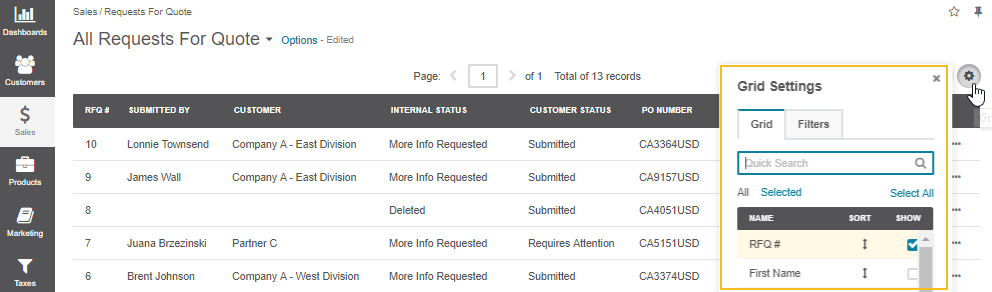 Dashboards
Customers
Sales
Products
Marketing
Taxes
Sales / Requests For Quote
All Requests For Quote Options - Edited
Page: 1 of 1 Total of 13 records
RFQ # SUBMITTED BY CUSTOMER INTERNAL STATUS CUSTOMER STATUS PO NUMBER
10 Lonnie Townsend Company A - East Division More Info Requested Submitted CA3364USD
9 James Wall Company A - East Division More Info Requested Submitted CA9157USD
8 Deleted Submitted CA4051USD
7 Juana Brzezinski Partner C More Info Requested Requires Attention CA5151USD
6 Brent Johnson Company A - West Division More Info Requested Submitted CA3374USD
Grid Settings
Grid Filters
Quick Search
All Selected Select All
NAME SORT SHOW
RFQ #
First Name